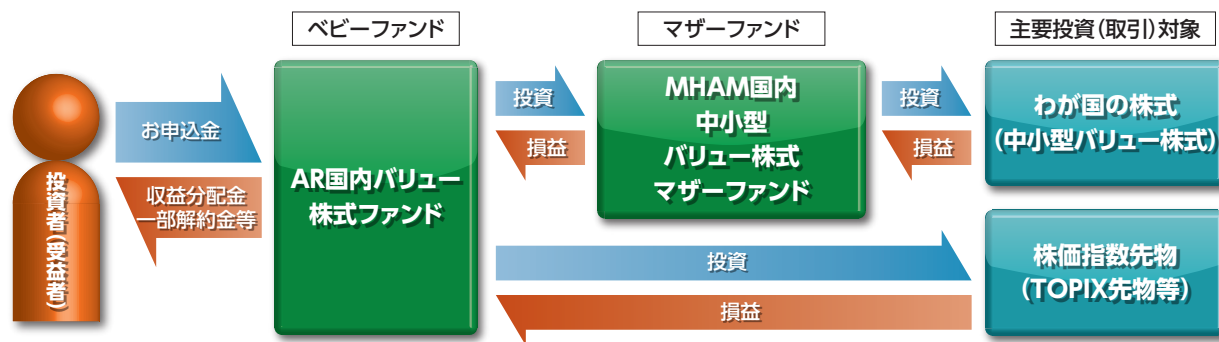 ベビーファンド
マザーファンド
主要投資(取引)対象
投資者(受益者)
お申込金
収益分配金
一部解約金等
AR国内バリュー
株式ファンド
投資
損益
MHAM国内
中小型
バリュー株式
マザーファンド
投資
損益
わが国の株式
(中小型バリュー株式)
投資
損益
株価指数先物
(TOPIX先物等)